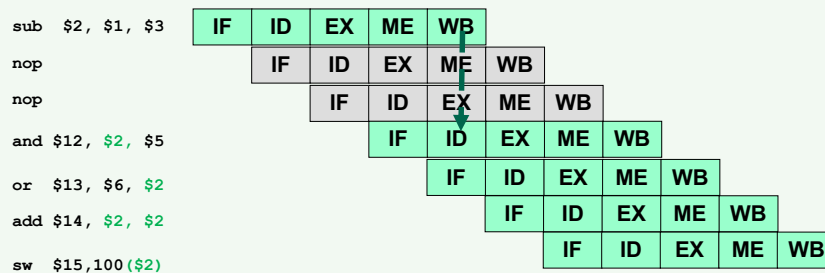 sub $2, $1, $3 IF ID EX ME WB
nop IF ID EX ME WB
nop IF ID EX ME WB
and $12, $2, $5 IF ID EX ME WB
or $13, $6, $2 IF ID EX ME WB
add $14, $2, $2 IF ID EX ME WB
sw $15,100($2) IF ID EX ME WB